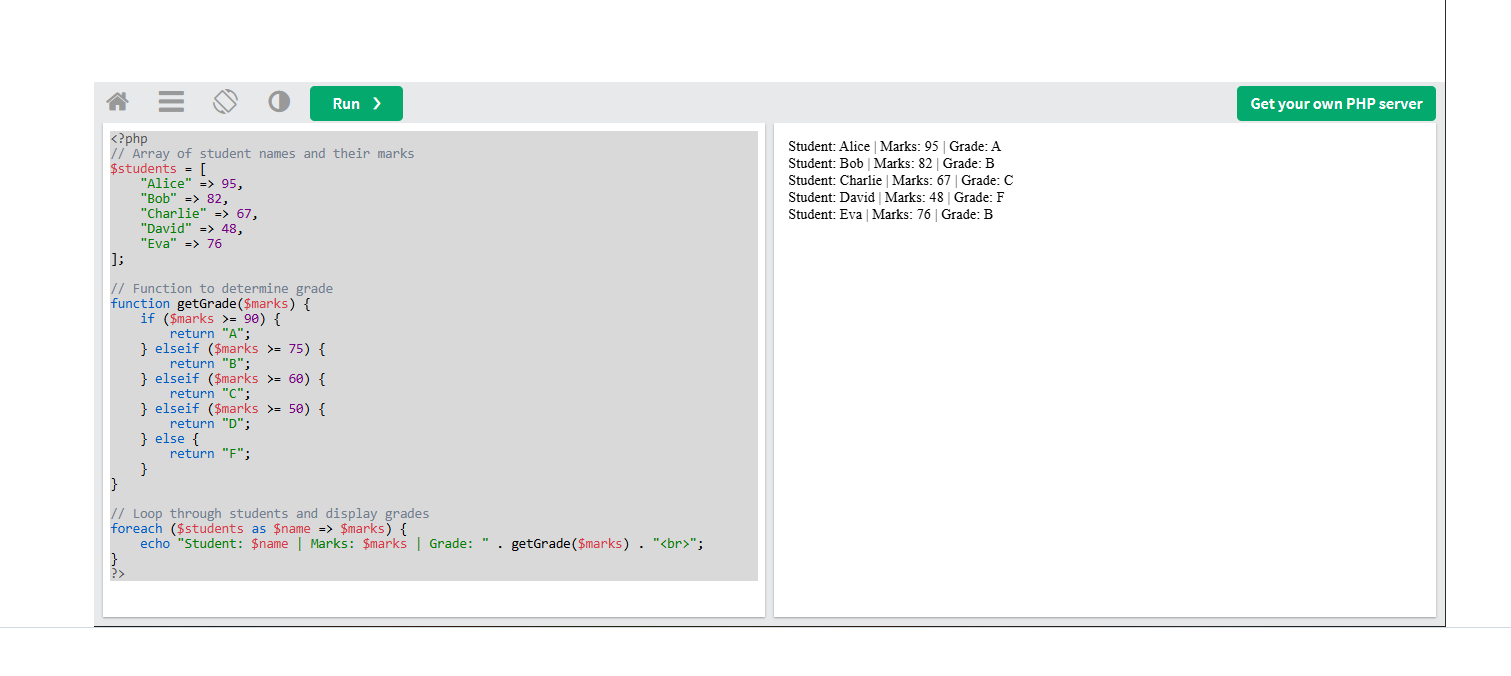 Run ❯
Get your own PHP server
<?php
// Array of student names and their marks
$students = [
    "Alice" => 95,
    "Bob" => 82,
    "Charlie" => 67,
    "David" => 48,
    "Eva" => 76
];

// Function to determine grade
function getGrade($marks) {
    if ($marks >= 90) {
        return "A";
    } elseif ($marks >= 75) {
        return "B";
    } elseif ($marks >= 60) {
        return "C";
    } elseif ($marks >= 50) {
        return "D";
    } else {
        return "F";
    }
}

// Loop through students and display grades
foreach ($students as $name => $marks) {
    echo "Student: $name | Marks: $marks | Grade: " . getGrade($marks) . "<br>";
}
?>
Student: Alice | Marks: 95 | Grade: A
Student: Bob | Marks: 82 | Grade: B
Student: Charlie | Marks: 67 | Grade: C
Student: David | Marks: 48 | Grade: F
Student: Eva | Marks: 76 | Grade: B